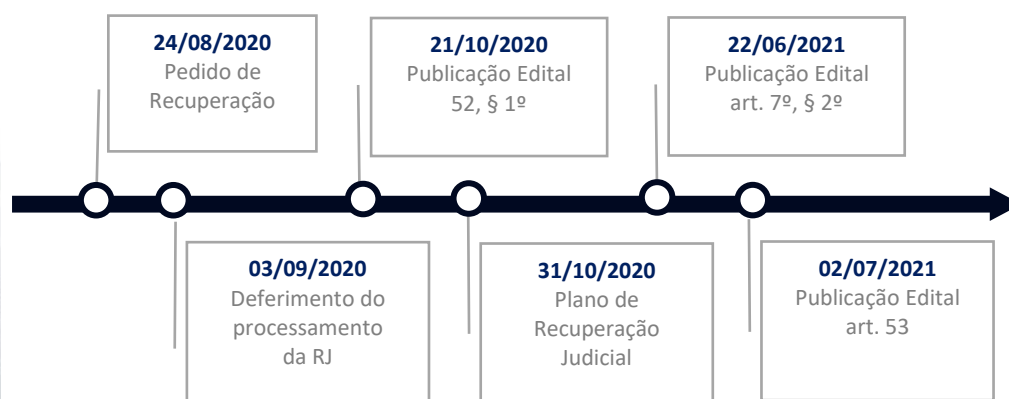 24/08/2020
Pedido de
Recuperação
21/10/2020
Publicação Edital
52, § 1º
22/06/2021
Publicação Edital
art. 7º, § 2º
03/09/2020
Deferimento do
processamento
da RJ
31/10/2020
Plano de
Recuperação
Judicial
02/07/2021
Publicação Edital
art. 53